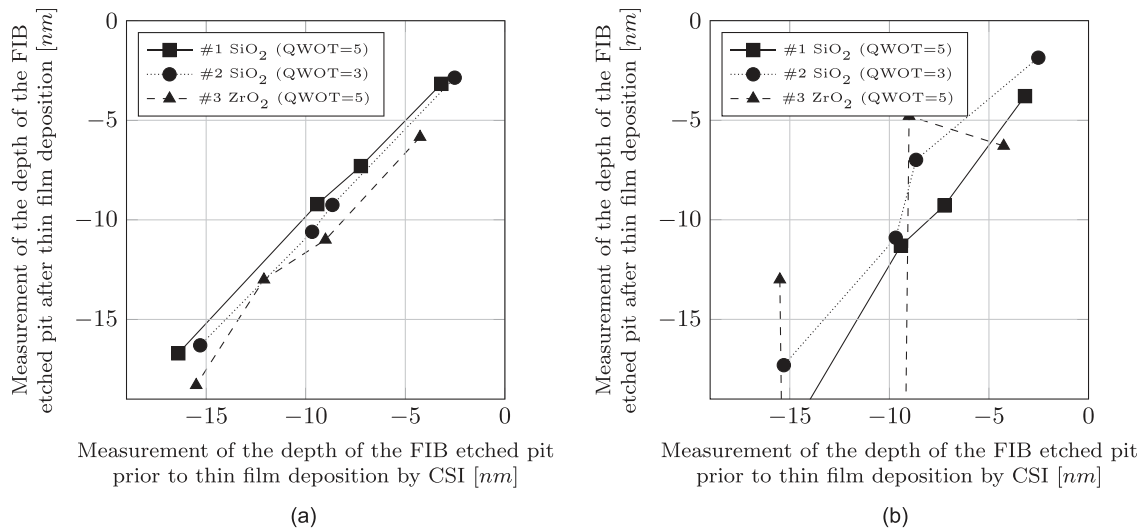 Measurement of the depth of the FIB
etched pit after thin film deposition [nm]
#1 SiO2 (QWOT=5)
#2 SiO2 (QWOT=3)
#3 ZrO2 (QWOT=5)
0
−5
−10
−15
−15
−10
−5
0
Measurement of the depth of the FIB etched pit
prior to thin film deposition by CSI [nm]
(a)
Measurement of the depth of the FIB
etched pit after thin film deposition [nm]
#1 SiO2 (QWOT=5)
#2 SiO2 (QWOT=3)
#3 ZrO2 (QWOT=5)
0
−5
−10
−15
−15
−10
−5
0
Measurement of the depth of the FIB etched pit
prior to thin film deposition by CSI [nm]
(b)